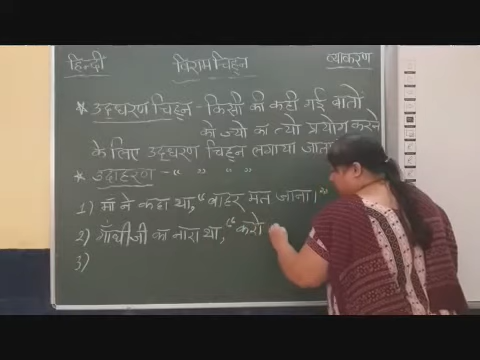 हिन्दी विराम चिह्न व्याकरण
* उद्धरण चिह्न - किसी की कही गई बातों
को ज्यों का त्यों प्रयोग करने
के लिए उद्धरण चिह्न लगाया जाता
* उदाहरण - “ ” “ ”
1) माँ ने कहा था, “बाहर मत जाना।”
2) गाँधीजी का नारा था, “करो
3)